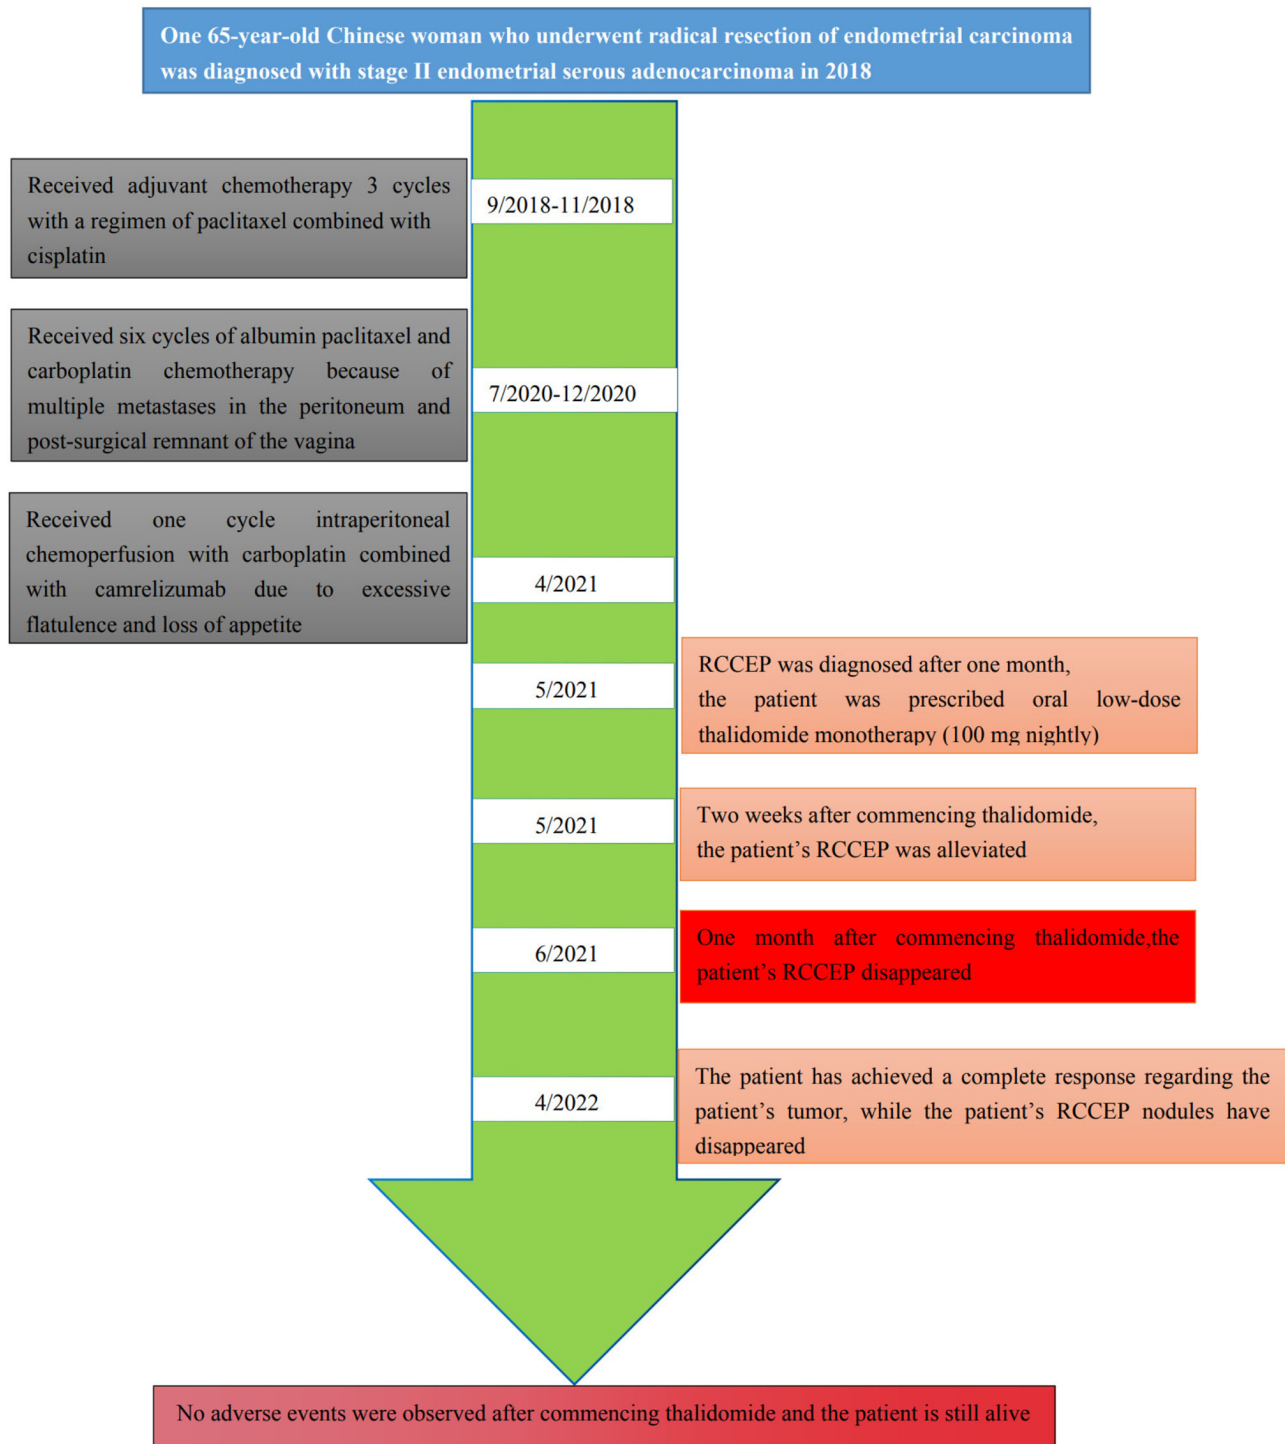 One 65-year-old Chinese woman who underwent radical resection of endometrial carcinoma
was diagnosed with stage II endometrial serous adenocarcinoma in 2018
Received adjuvant chemotherapy 3 cycles
with a regimen of paclitaxel combined with
cisplatin
9/2018-11/2018
Received six cycles of albumin paclitaxel and
carboplatin chemotherapy because of
multiple metastases in the peritoneum and
post-surgical remnant of the vagina
7/2020-12/2020
Received one cycle intraperitoneal
chemoperfusion with carboplatin combined
with camrelizumab due to excessive
flatulence and loss of appetite
4/2021
5/2021
RCCEP was diagnosed after one month,
the patient was prescribed oral low-dose
thalidomide monotherapy (100 mg nightly)
5/2021
Two weeks after commencing thalidomide,
the patient’s RCCEP was alleviated
6/2021
One month after commencing thalidomide,the
patient’s RCCEP disappeared
4/2022
The patient has achieved a complete response regarding the
patient’s tumor, while the patient’s RCCEP nodules have
disappeared
No adverse events were observed after commencing thalidomide and the patient is still alive